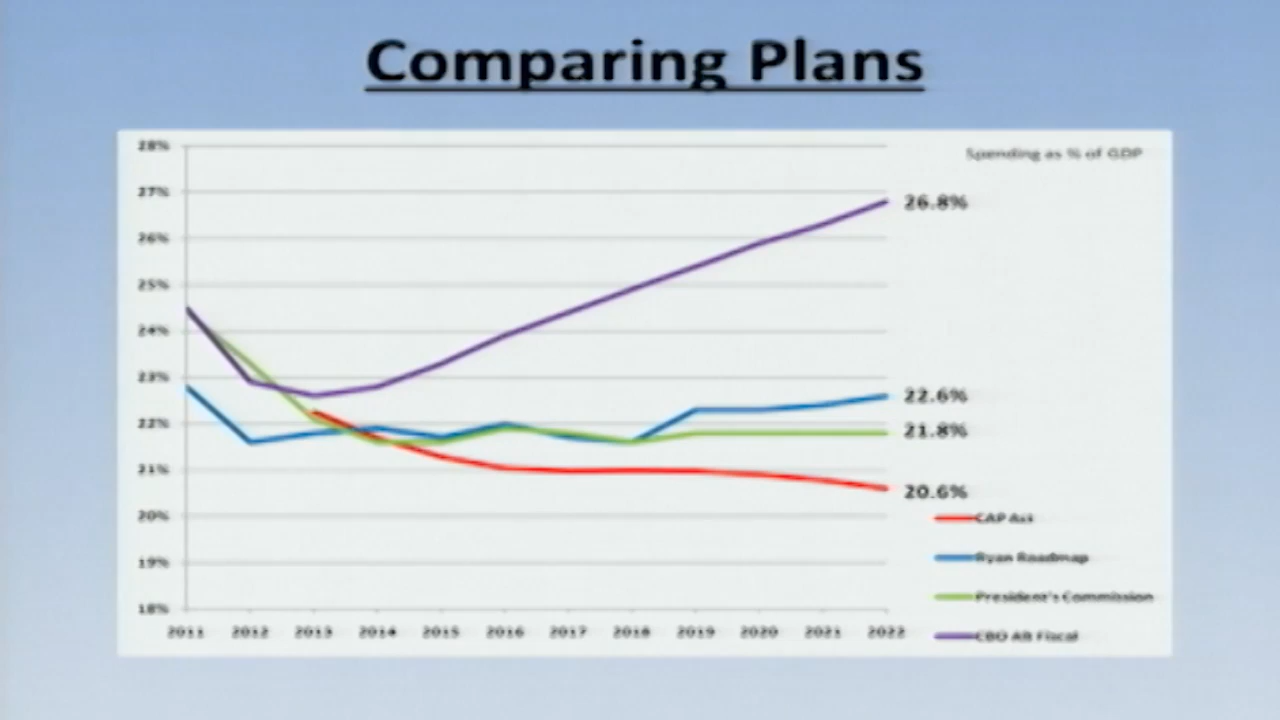 Comparing Plans
Spending as % of GDP
28%
27%
26%
25%
24%
23%
22%
21%
20%
19%
18%
2011 2012 2013 2014 2015 2016 2017 2018 2019 2020 2021 2022
26.8%
22.6%
21.8%
20.6%
CAP Act
Ryan Roadmap
President's Commission
CBO Alt Fiscal